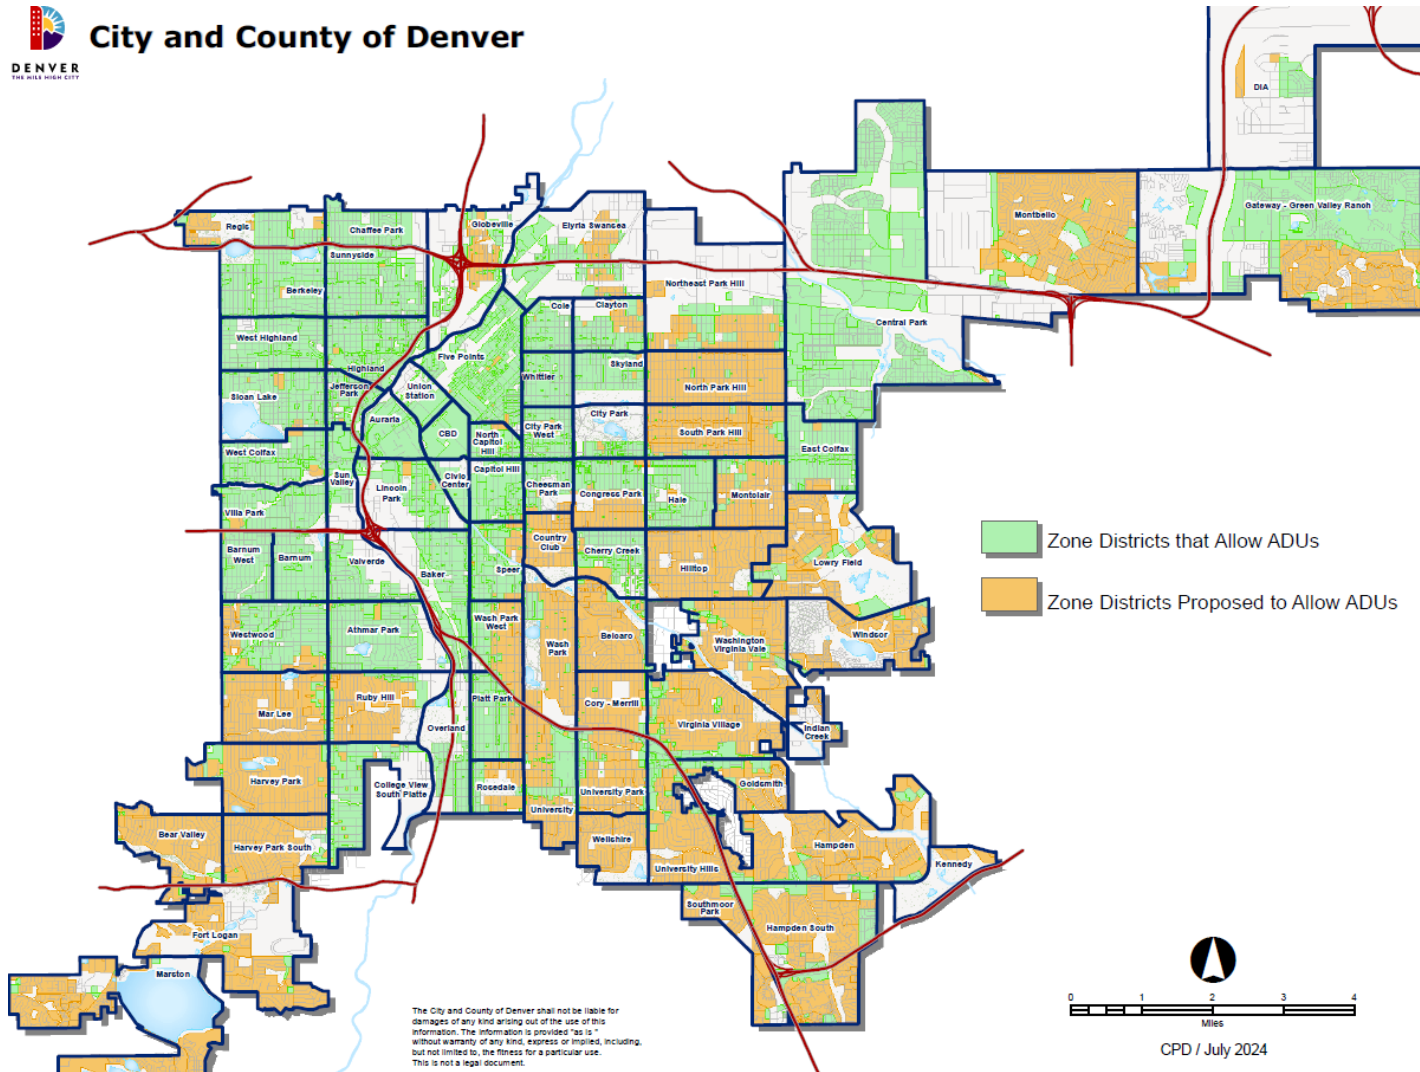 City and County of Denver
DENVER
THE MILE HIGH CITY
DIA
Montbello
Gateway - Green Valley Ranch
Regis
Chaffee Park
Globeville
Elyria Swansea
Sunnyside
Berkeley
Northeast Park Hill
Cole
Clayton
Central Park
West Highland
Highland
Five Points
Skyland
Whittier
North Park Hill
Sloan Lake
Jefferson
Park
Union
Station
Auraria
CBD
North
Capitol
Hill
City Park
West
City Park
South Park Hill
East Colfax
West Colfax
Sun
Valley
Lincoln
Park
Civic
Center
Capitol Hill
Cheesman
Park
Congress Park
Hale
Montclair
Villa Park
Barnum
West
Barnum
Valverde
Baker
Speer
Country
Club
Cherry Creek
Hilltop
Lowry Field
Zone Districts that Allow ADUs
Zone Districts Proposed to Allow ADUs
Westwood
Athmar Park
Wash Park
West
Wash
Park
Belcaro
Washington
Virginia Vale
Windsor
Mar Lee
Ruby Hill
Platt Park
Cory - Merrill
Overland
Virginia Village
Indian
Creek
Harvey Park
College View
South Platte
Rosedale
University
University Park
Goldsmith
Bear Valley
Harvey Park South
Wellshire
University Hills
Hampden
Kennedy
Southmoor
Park
Hampden South
Fort Logan
Marston
The City and County of Denver shall not be liable for
damages of any kind arising out of the use of this
information. The information is provided "as is"
without warranty of any kind, express or implied, including,
but not limited to, the fitness for a particular use.
This is not a legal document.
0 1 2 3 4
Miles
CPD / July 2024